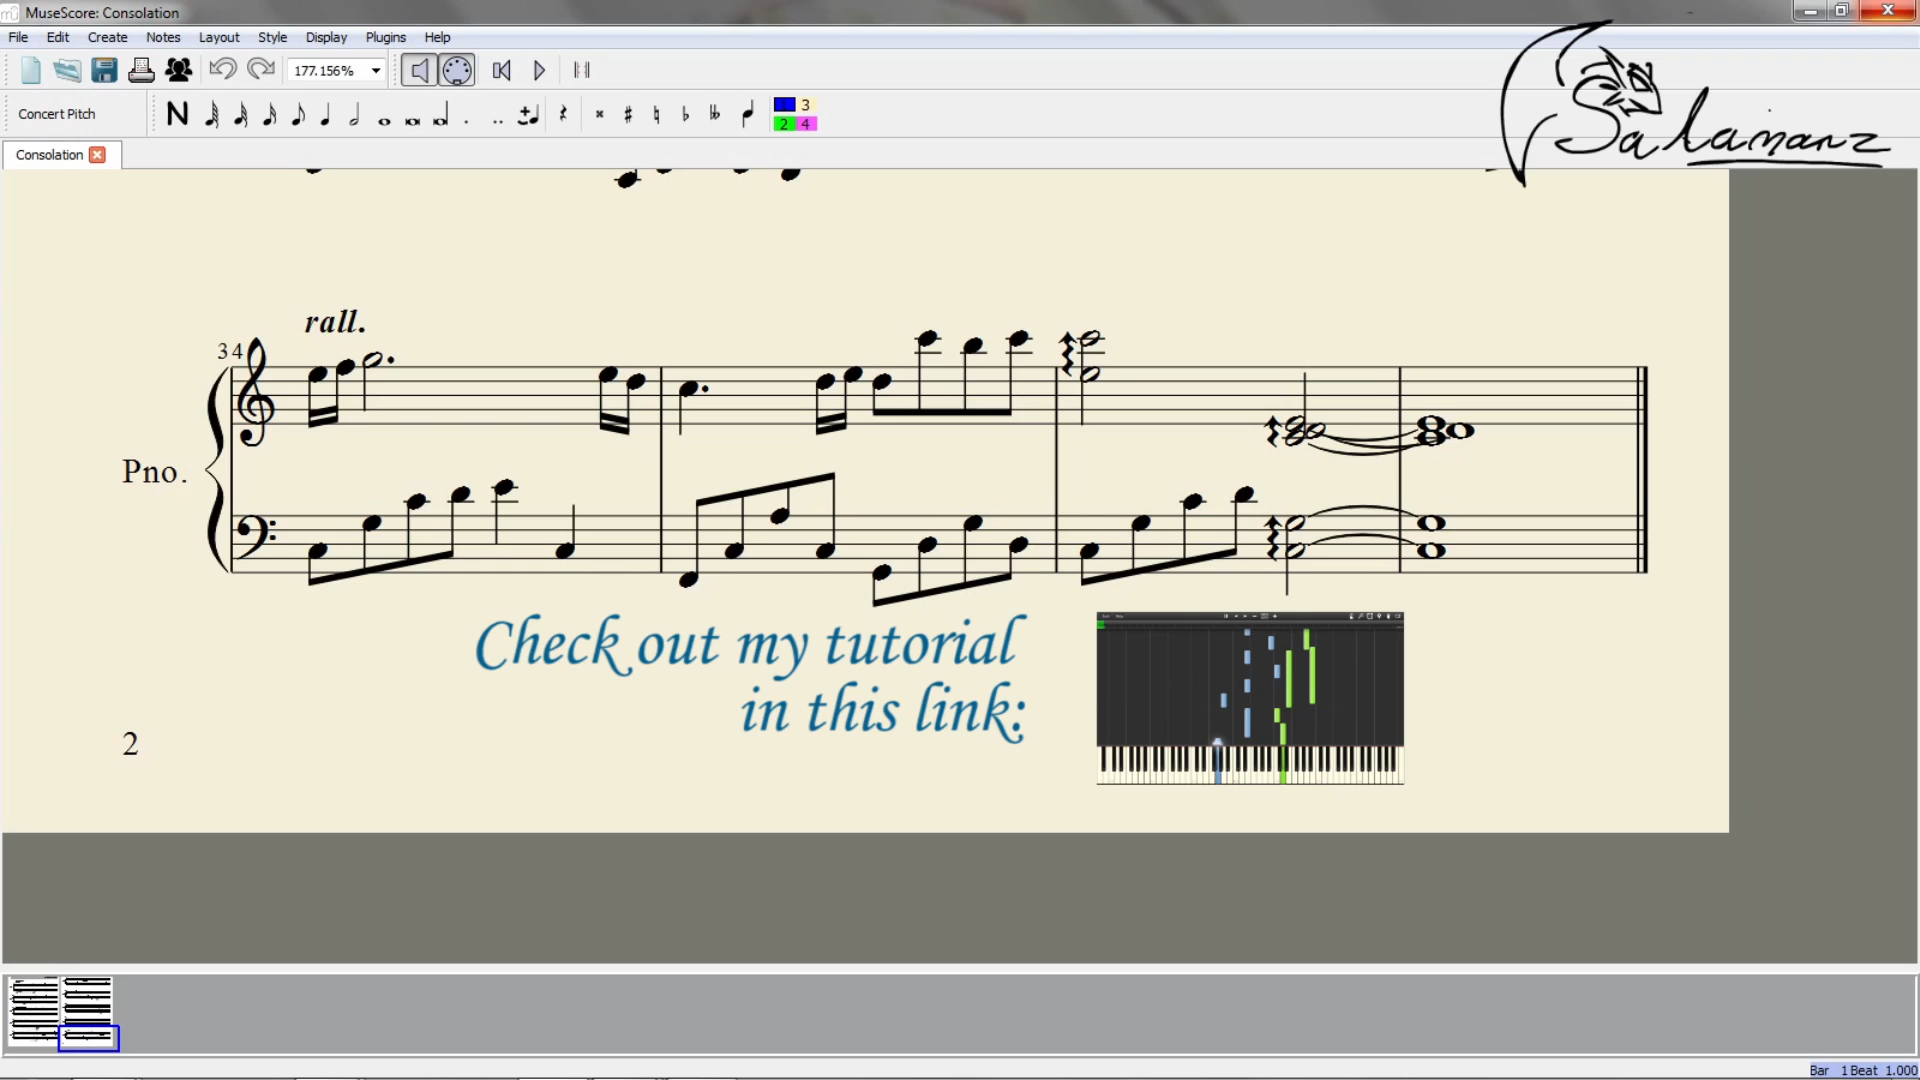 MuseScore: Consolation
File Edit Create Notes Layout Style Display Plugins Help
177.156%
Concert Pitch
N
1 3
2 4
Salamanz
Consolation
rall.
34
Pno.
Check out my tutorial
in this link:
2
Bar 1 Beat 1.000